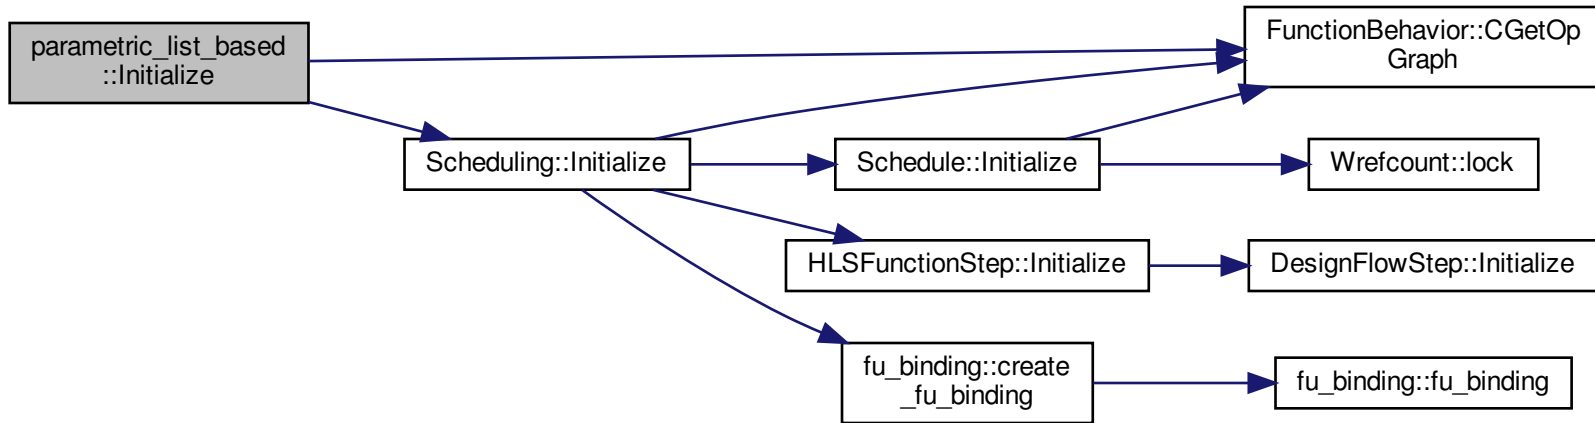 parametric_list_based
::Initialize
FunctionBehavior::CGetOp
Graph
Scheduling::Initialize
Schedule::Initialize
Wrefcount::lock
HLSFunctionStep::Initialize
DesignFlowStep::Initialize
fu_binding::create
_fu_binding
fu_binding::fu_binding